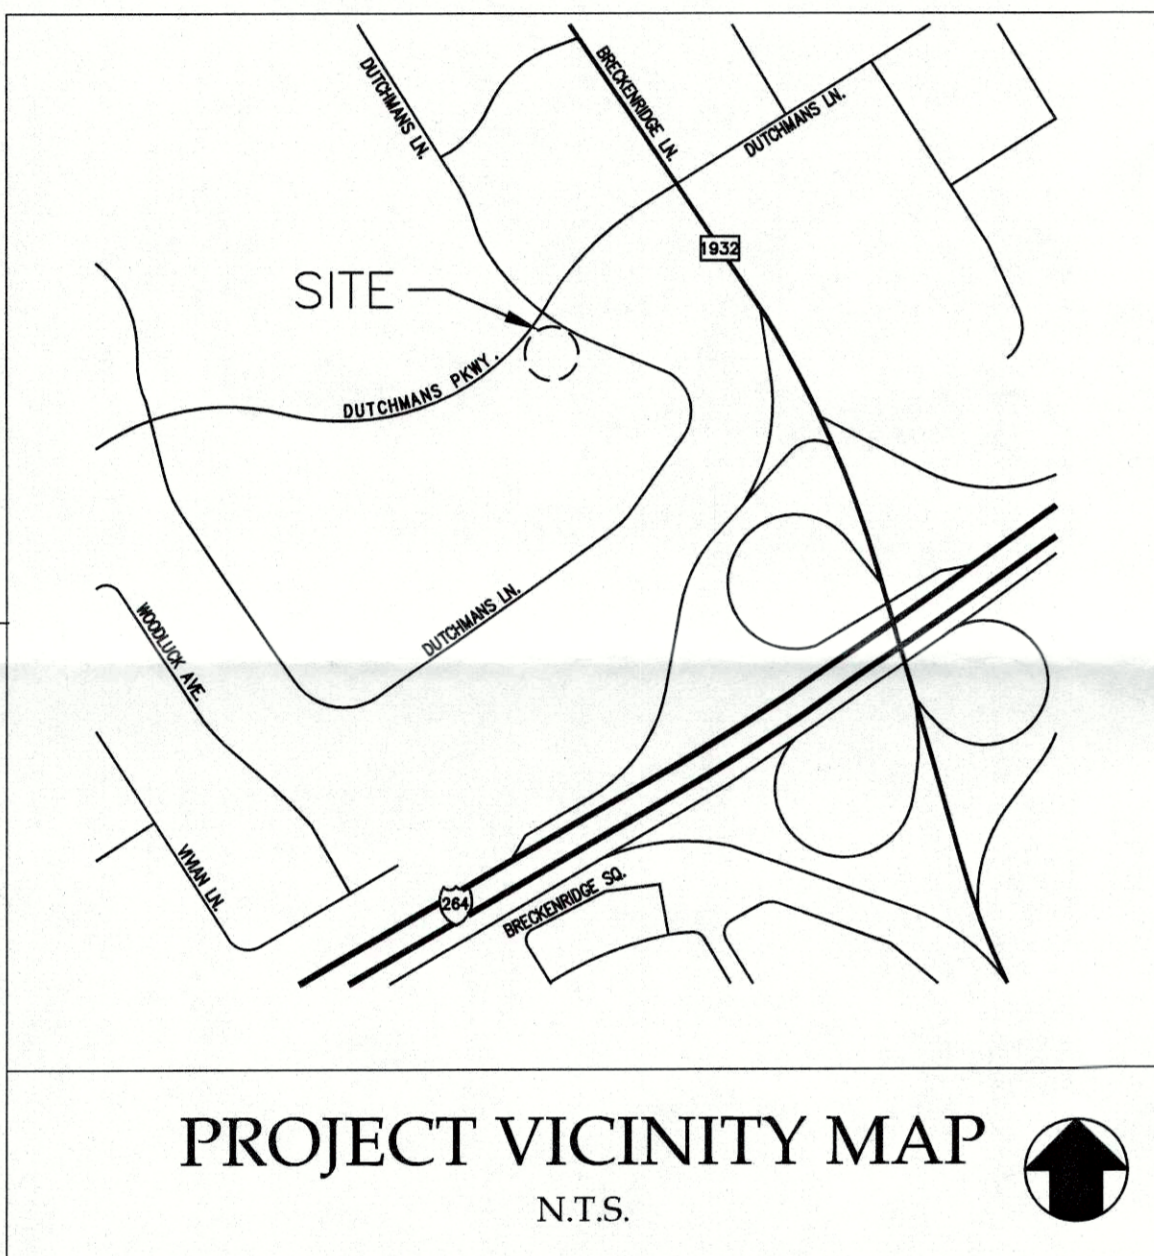 DUTCHMANS LN.
BRECKENRIDGE LN.
DUTCHMANS LN.
1932
SITE
DUTCHMANS PKWY.
DUTCHMANS LN.
WOODLUCK AVE.
VIVIAN LN.
264
BRECKENRIDGE SQ.
PROJECT VICINITY MAP
N.T.S.